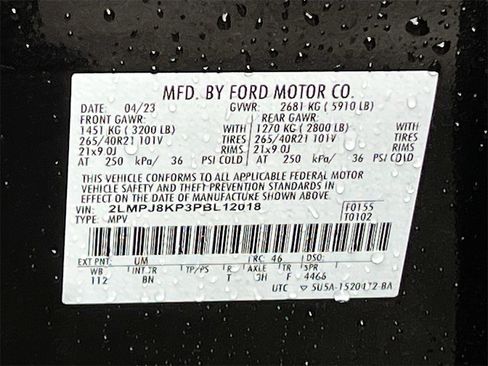 MFD. BY FORD MOTOR CO.
DATE: 04/23 GVWR: 2681 KG ( 5910 LB)
FRONT GAWR: REAR GAWR:
1451 KG ( 3200 LB) WITH 1270 KG ( 2800 LB) WITH
265/40R21 101V TIRES 265/40R21 101V TIRES
21x9.0J RIMS 21x9.0J RIMS
AT 250 kPa/ 36 PSI COLD AT 250 kPa/ 36 PSI COLD
THIS VEHICLE CONFORMS TO ALL APPLICABLE FEDERAL MOTOR
VEHICLE SAFETY AND THEFT PREVENTION STANDARDS IN
EFFECT ON THE DATE OF MANUFACTURE SHOWN ABOVE.
VIN: 2LMPJ8KP3PBL12018 F0155
TYPE: MPV T0102
EXT PNT: UM RC: 46 DSO:
WB INT TR TP/PS R AXLE TR SPR
112 BN T F 4466
UTC 5U5A-1520472-BA